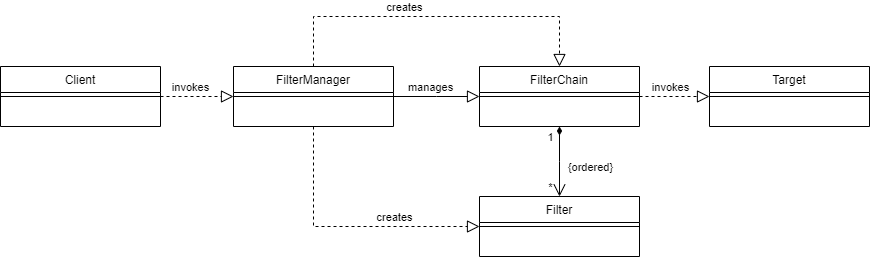 creates
Client
invokes
FilterManager
manages
FilterChain
invokes
Target
1
{ordered}
*
creates
Filter